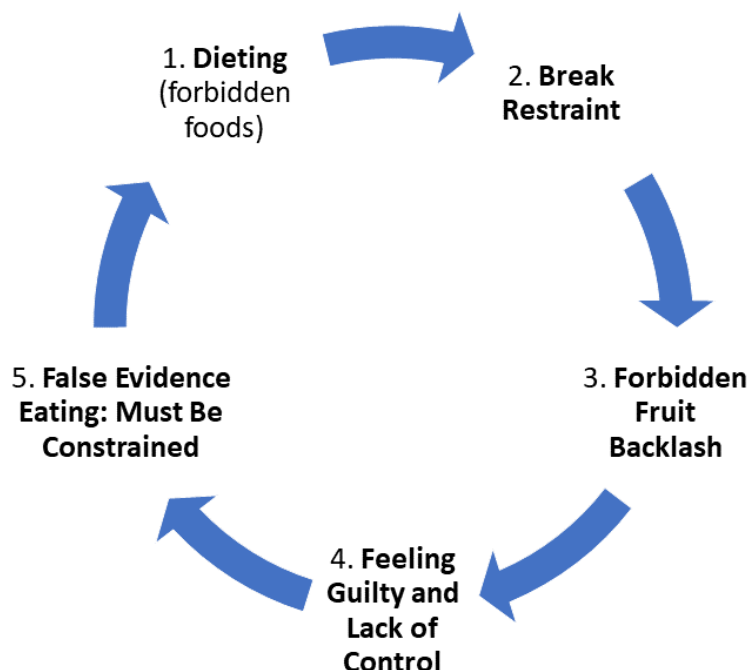 1. Dieting
(forbidden
foods)
2. Break
Restraint
3. Forbidden
Fruit
Backlash
4. Feeling
Guilty and
Lack of
Control
5. False Evidence
Eating: Must Be
Constrained